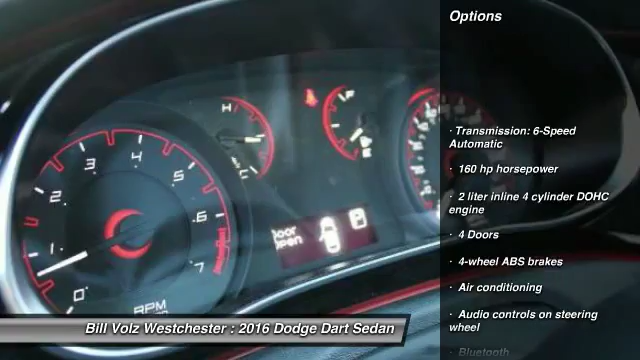 Options
· Transmission: 6-Speed
Automatic
· 160 hp horsepower
· 2 liter inline 4 cylinder DOHC
engine
· 4 Doors
· 4-wheel ABS brakes
· Air conditioning
· Audio controls on steering
wheel
· Bluetooth
H
C
F
E
0
1
2
3
4
5
6
7
RPM
Door
Open
P
Bill Volz Westchester : 2016 Dodge Dart Sedan